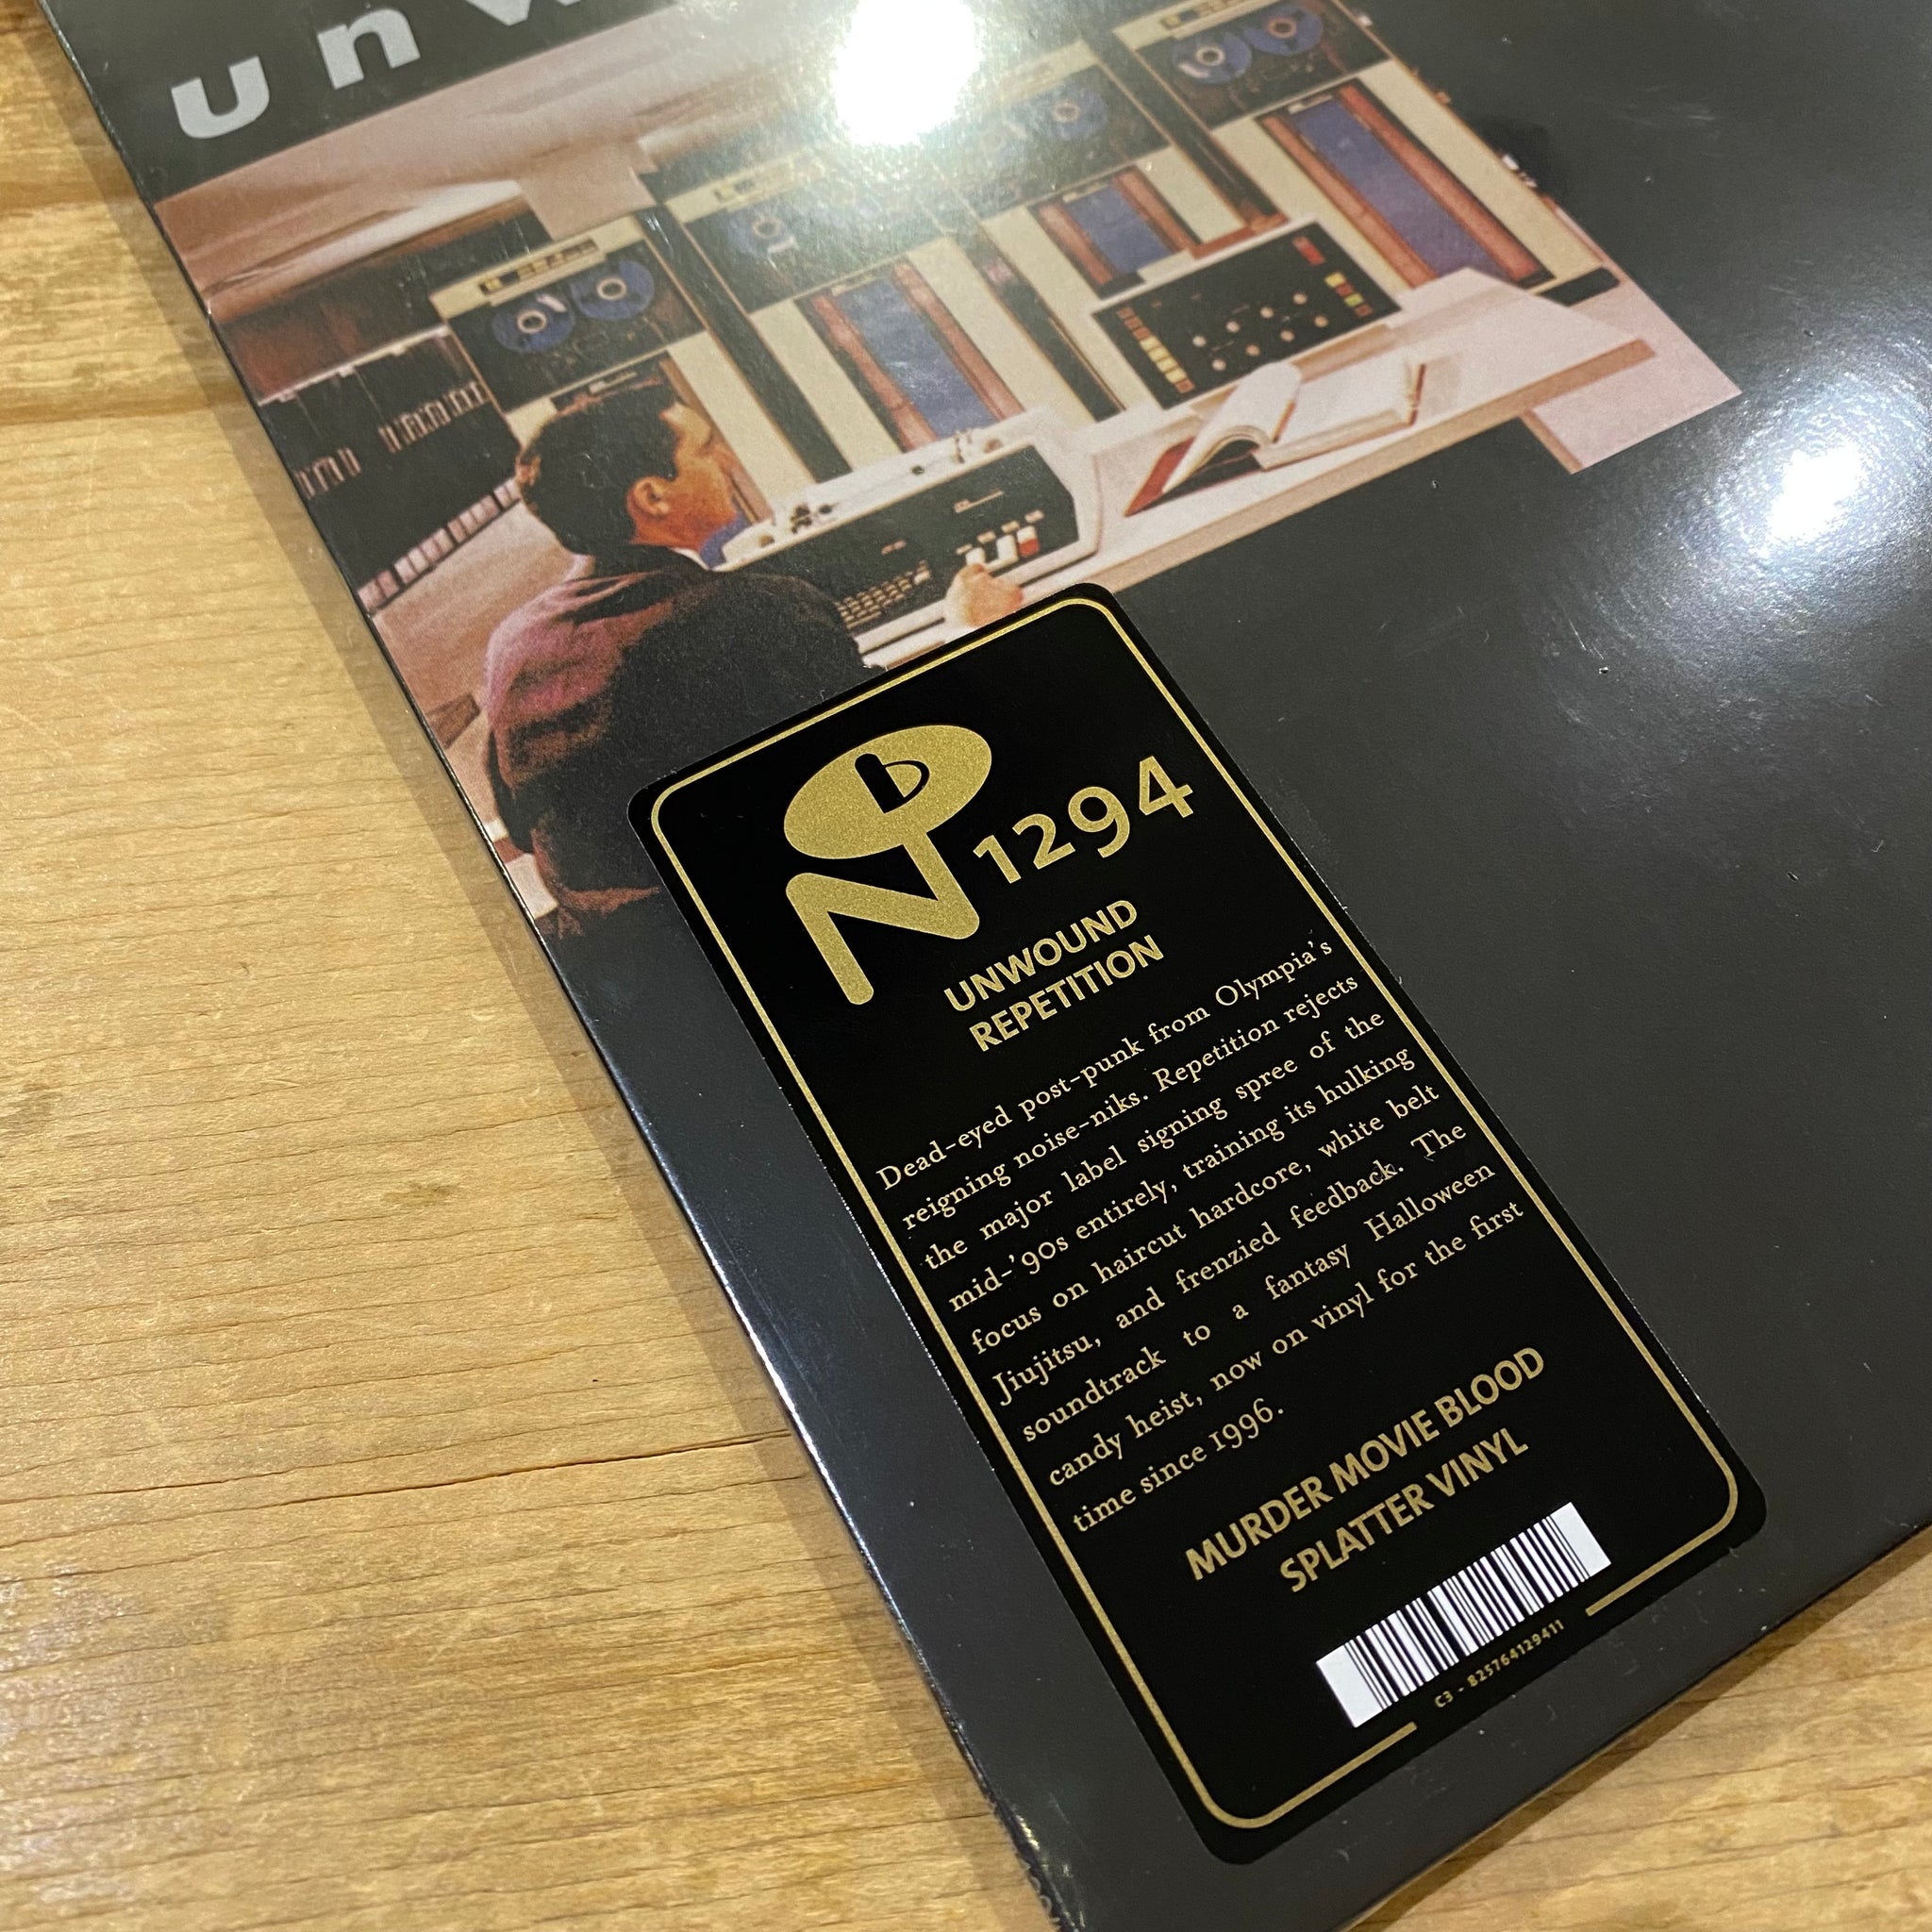 unw
N 1294
UNWOUND
REPETITION
Dead-eyed post-punk from Olympia's
reigning noise-niks. Repetition rejects
the major label signing spree of the
mid-'90s entirely, training its hulking
focus on haircut hardcore, white belt
Jiujitsu, and frenzied feedback. The
soundtrack to a fantasy Halloween
candy heist, now on vinyl for the first
time since 1996.
MURDER MOVIE BLOOD
SPLATTER VINYL
C3 - 825764129411